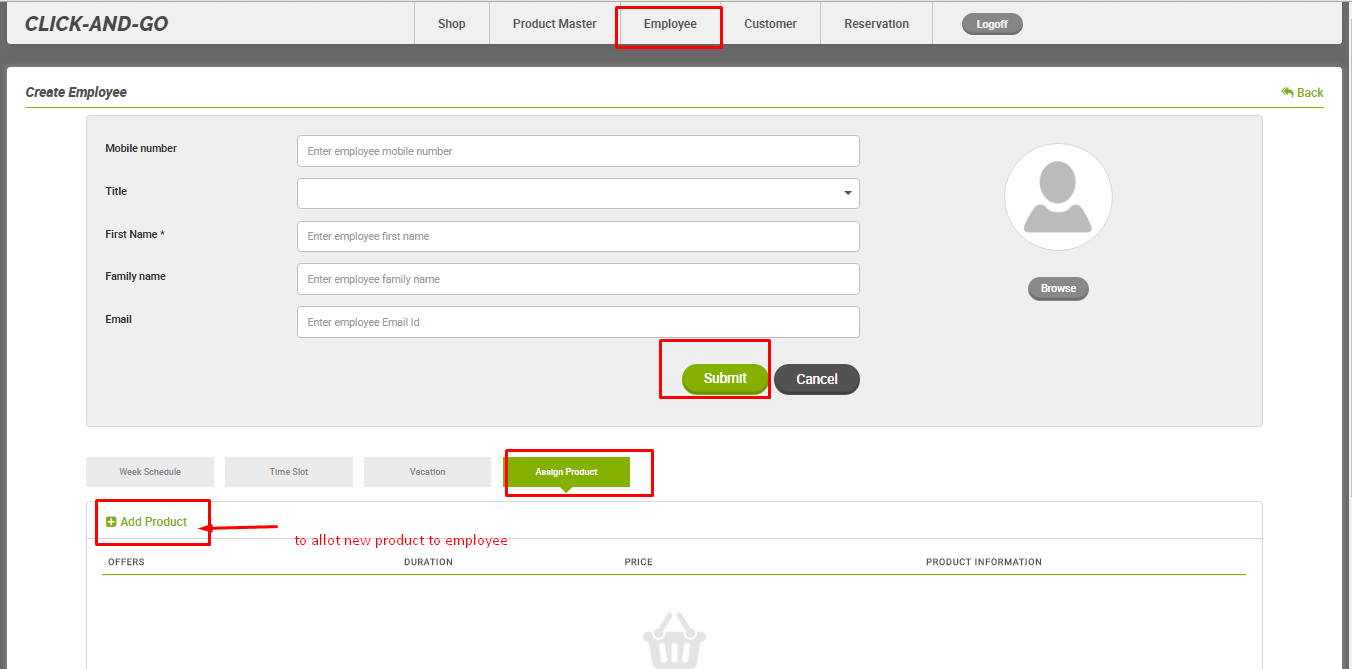 CLICK-AND-GO
Shop
Product Master
Employee
Customer
Reservation
Logoff
Create Employee
Back
Mobile number
Enter employee mobile number
Title
First Name *
Enter employee first name
Family name
Enter employee family name
Email
Enter employee Email Id
Browse
Submit
Cancel
Week Schedule
Time Slot
Vacation
Assign Product
Add Product
to allot new product to employee
OFFERS
DURATION
PRICE
PRODUCT INFORMATION